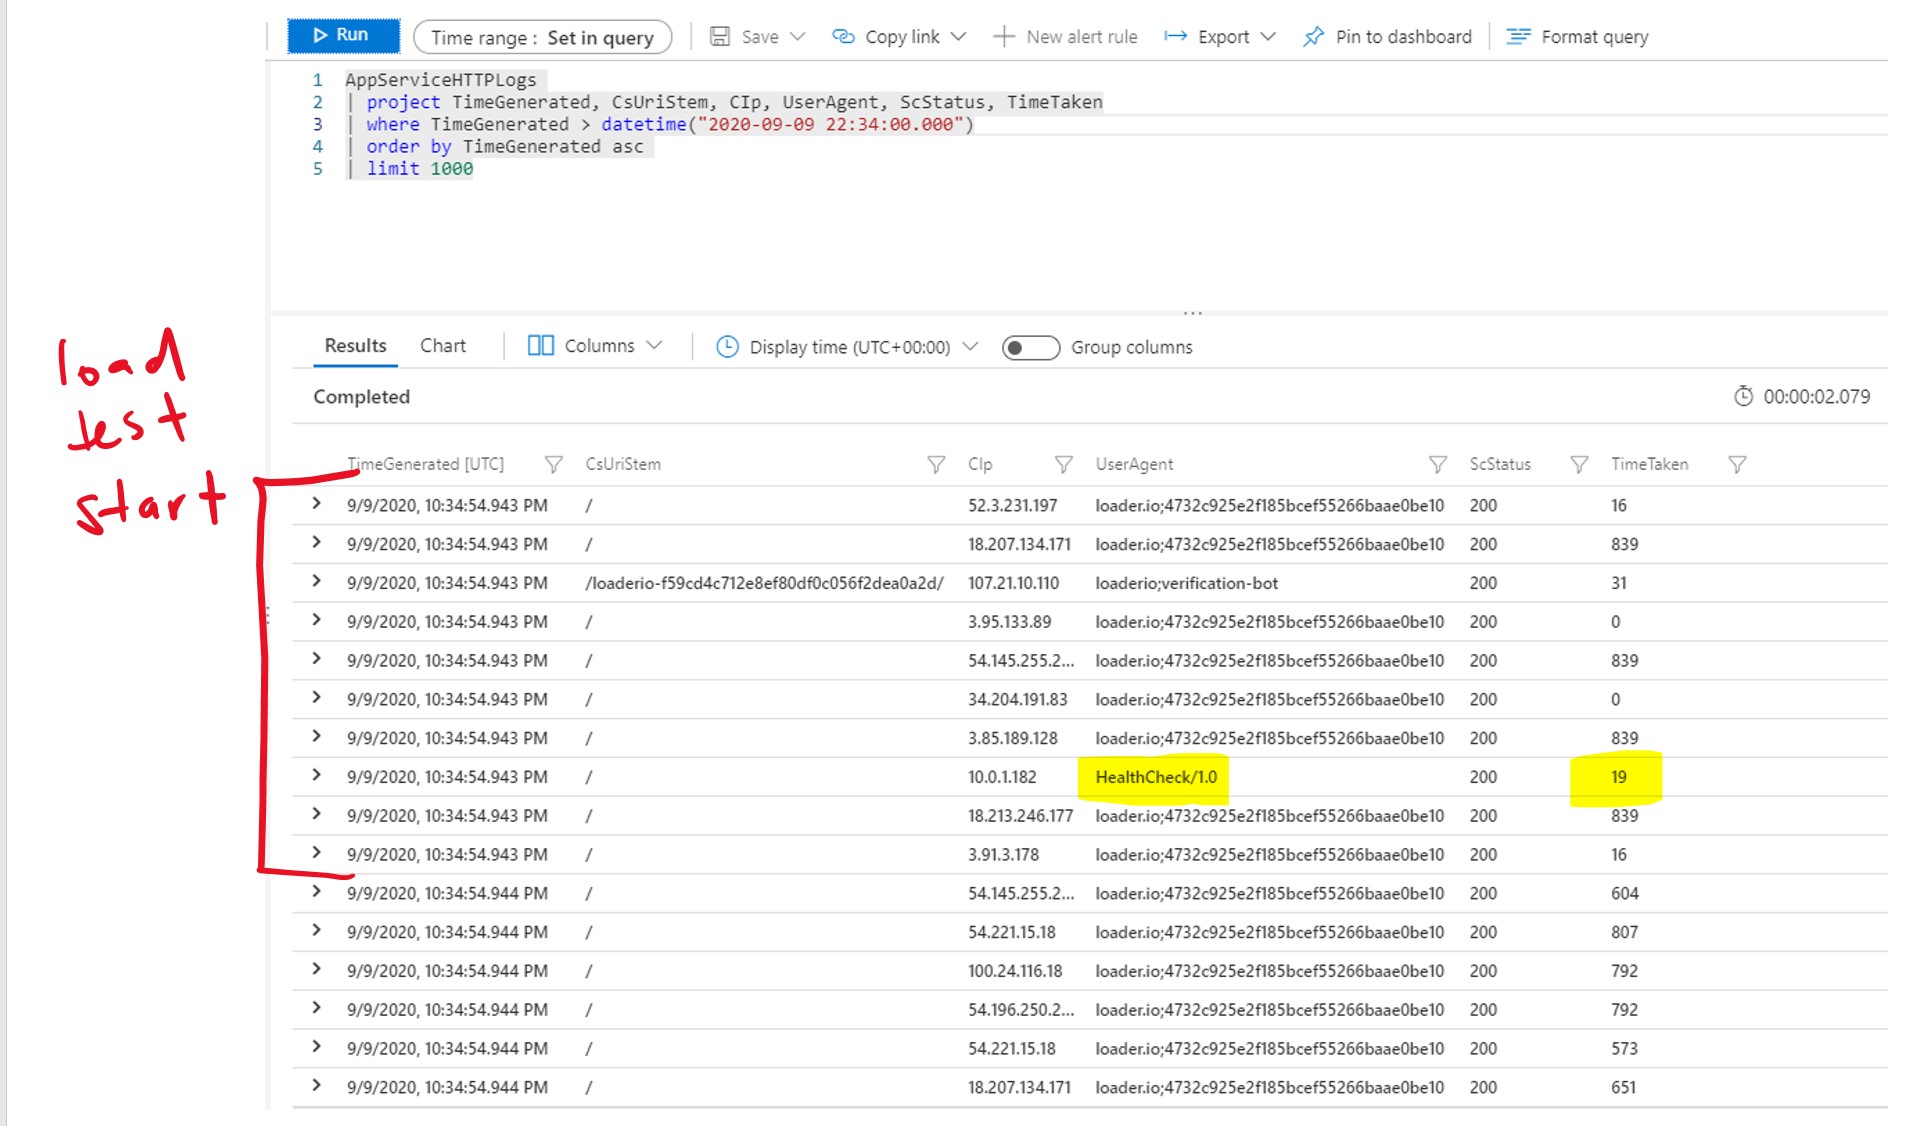 Run Time range : Set in query Save Copy link New alert rule Export Pin to dashboard Format query
1 AppServiceHTTPLogs
2 | project TimeGenerated, CsUriStem, CIp, UserAgent, ScStatus, TimeTaken
3 | where TimeGenerated > datetime("2020-09-09 22:34:00.000")
4 | order by TimeGenerated asc
5 | limit 1000
...
load
test
start
Results Chart Columns Display time (UTC+00:00) Group columns
Completed 00:00:02.079
TimeGenerated [UTC] CsUriStem CIp UserAgent ScStatus TimeTaken
9/9/2020, 10:34:54.943 PM / 52.3.231.197 loader.io;4732c925e2f185bcef55266baae0be10 200 16
9/9/2020, 10:34:54.943 PM / 18.207.134.171 loader.io;4732c925e2f185bcef55266baae0be10 200 839
9/9/2020, 10:34:54.943 PM /loaderio-f59cd4c712e8ef80df0c056f2dea0a2d/ 107.21.10.110 loaderio;verification-bot 200 31
9/9/2020, 10:34:54.943 PM / 3.95.133.89 loader.io;4732c925e2f185bcef55266baae0be10 200 0
9/9/2020, 10:34:54.943 PM / 54.145.255.2... loader.io;4732c925e2f185bcef55266baae0be10 200 839
9/9/2020, 10:34:54.943 PM / 34.204.191.83 loader.io;4732c925e2f185bcef55266baae0be10 200 0
9/9/2020, 10:34:54.943 PM / 3.85.189.128 loader.io;4732c925e2f185bcef55266baae0be10 200 839
9/9/2020, 10:34:54.943 PM / 10.0.1.182 HealthCheck/1.0 200 19
9/9/2020, 10:34:54.943 PM / 18.213.246.177 loader.io;4732c925e2f185bcef55266baae0be10 200 839
9/9/2020, 10:34:54.943 PM / 3.91.3.178 loader.io;4732c925e2f185bcef55266baae0be10 200 16
9/9/2020, 10:34:54.944 PM / 54.145.255.2... loader.io;4732c925e2f185bcef55266baae0be10 200 604
9/9/2020, 10:34:54.944 PM / 54.221.15.18 loader.io;4732c925e2f185bcef55266baae0be10 200 807
9/9/2020, 10:34:54.944 PM / 100.24.116.18 loader.io;4732c925e2f185bcef55266baae0be10 200 792
9/9/2020, 10:34:54.944 PM / 54.196.250.2... loader.io;4732c925e2f185bcef55266baae0be10 200 792
9/9/2020, 10:34:54.944 PM / 54.221.15.18 loader.io;4732c925e2f185bcef55266baae0be10 200 573
9/9/2020, 10:34:54.944 PM / 18.207.134.171 loader.io;4732c925e2f185bcef55266baae0be10 200 651